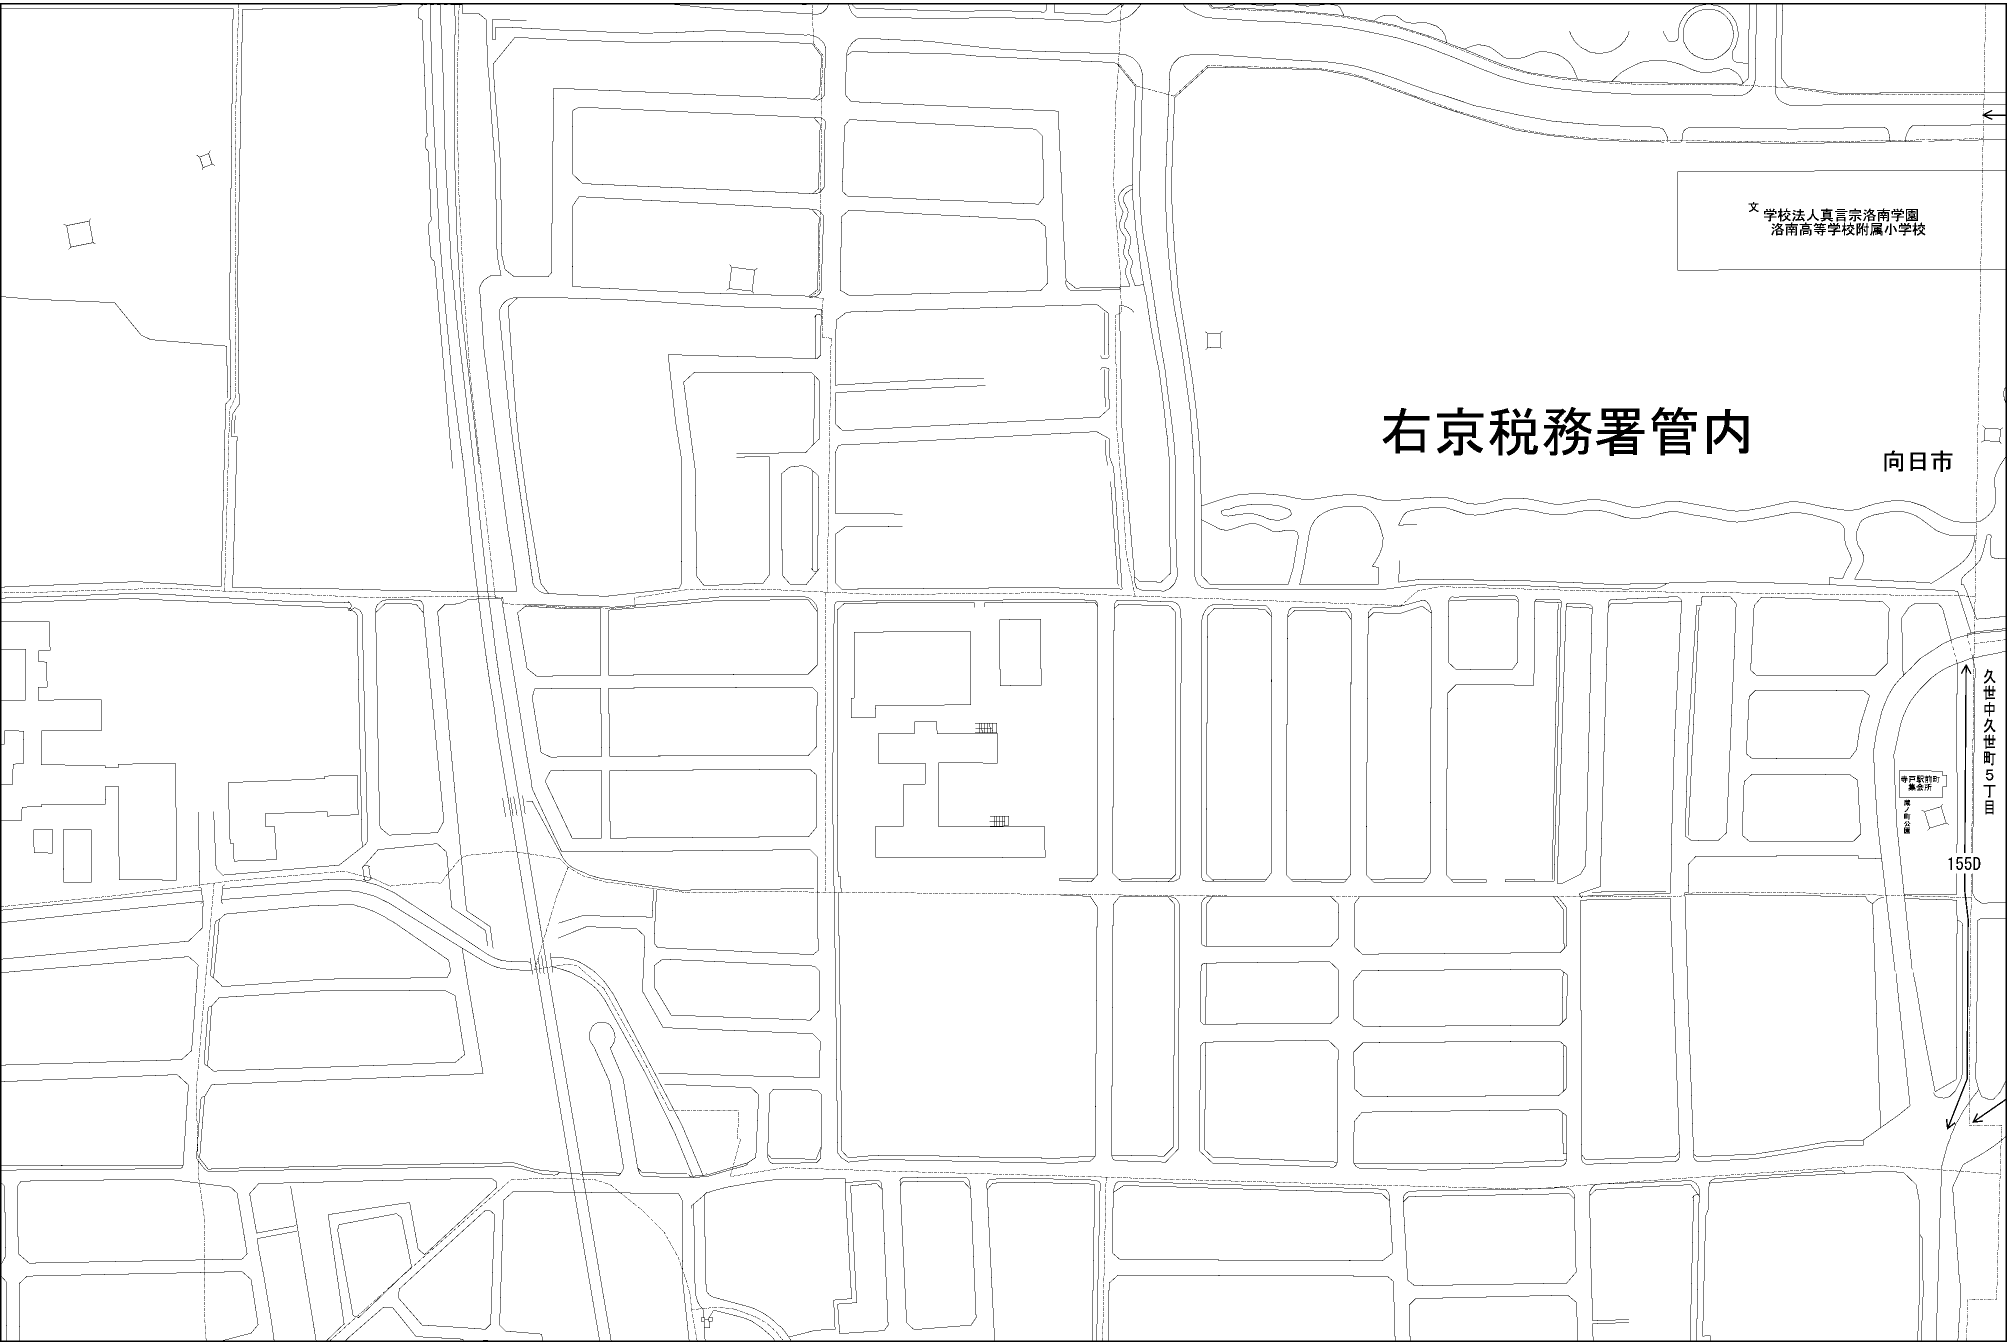 文
学校法人真言宗洛南学園
洛南高等学校附属小学校
右京税務署管内
向日市
久世中久世町5丁目
寺戸駅前町
集会所
155D